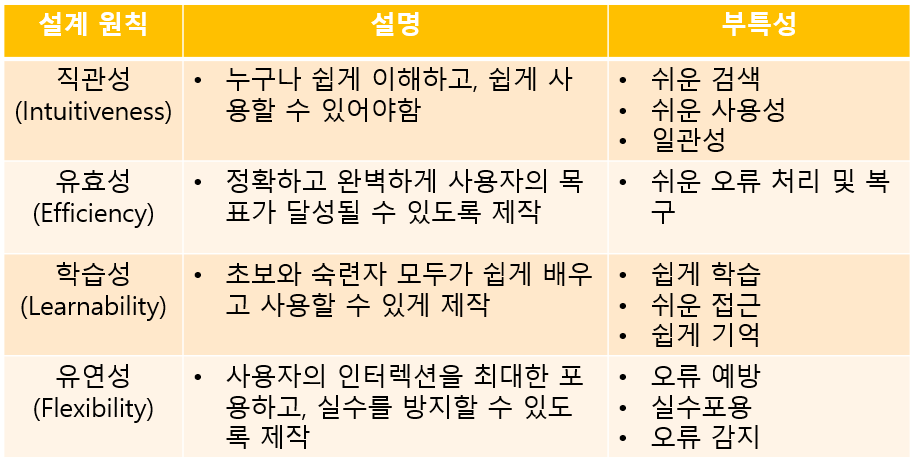 설계 원칙 설명 부특성
직관성
(Intuitiveness)
• 누구나 쉽게 이해하고, 쉽게 사
용할 수 있어야함
• 쉬운 검색
• 쉬운 사용성
• 일관성
유효성
(Efficiency)
• 정확하고 완벽하게 사용자의 목
표가 달성될 수 있도록 제작
• 쉬운 오류 처리 및 복
구
학습성
(Learnability)
• 초보와 숙련자 모두가 쉽게 배우
고 사용할 수 있게 제작
• 쉽게 학습
• 쉬운 접근
• 쉽게 기억
유연성
(Flexibility)
• 사용자의 인터렉션을 최대한 포
용하고, 실수를 방지할 수 있도
록 제작
• 오류 예방
• 실수포용
• 오류 감지